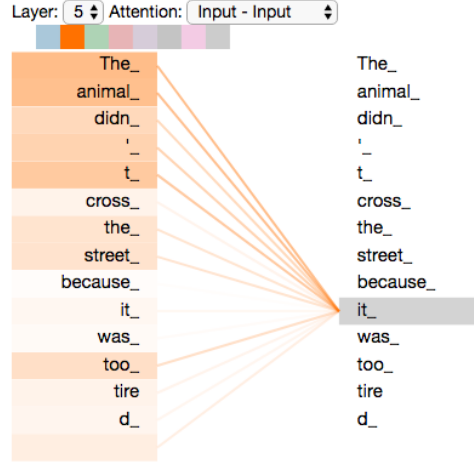 Layer: 5 Attention: Input - Input
The_ The_
animal_ animal_
didn_ didn_
'_ '_
t_ t_
cross_ cross_
the_ the_
street_ street_
because_ because_
it_ it_
was_ was_
too_ too_
tire tire
d_ d_